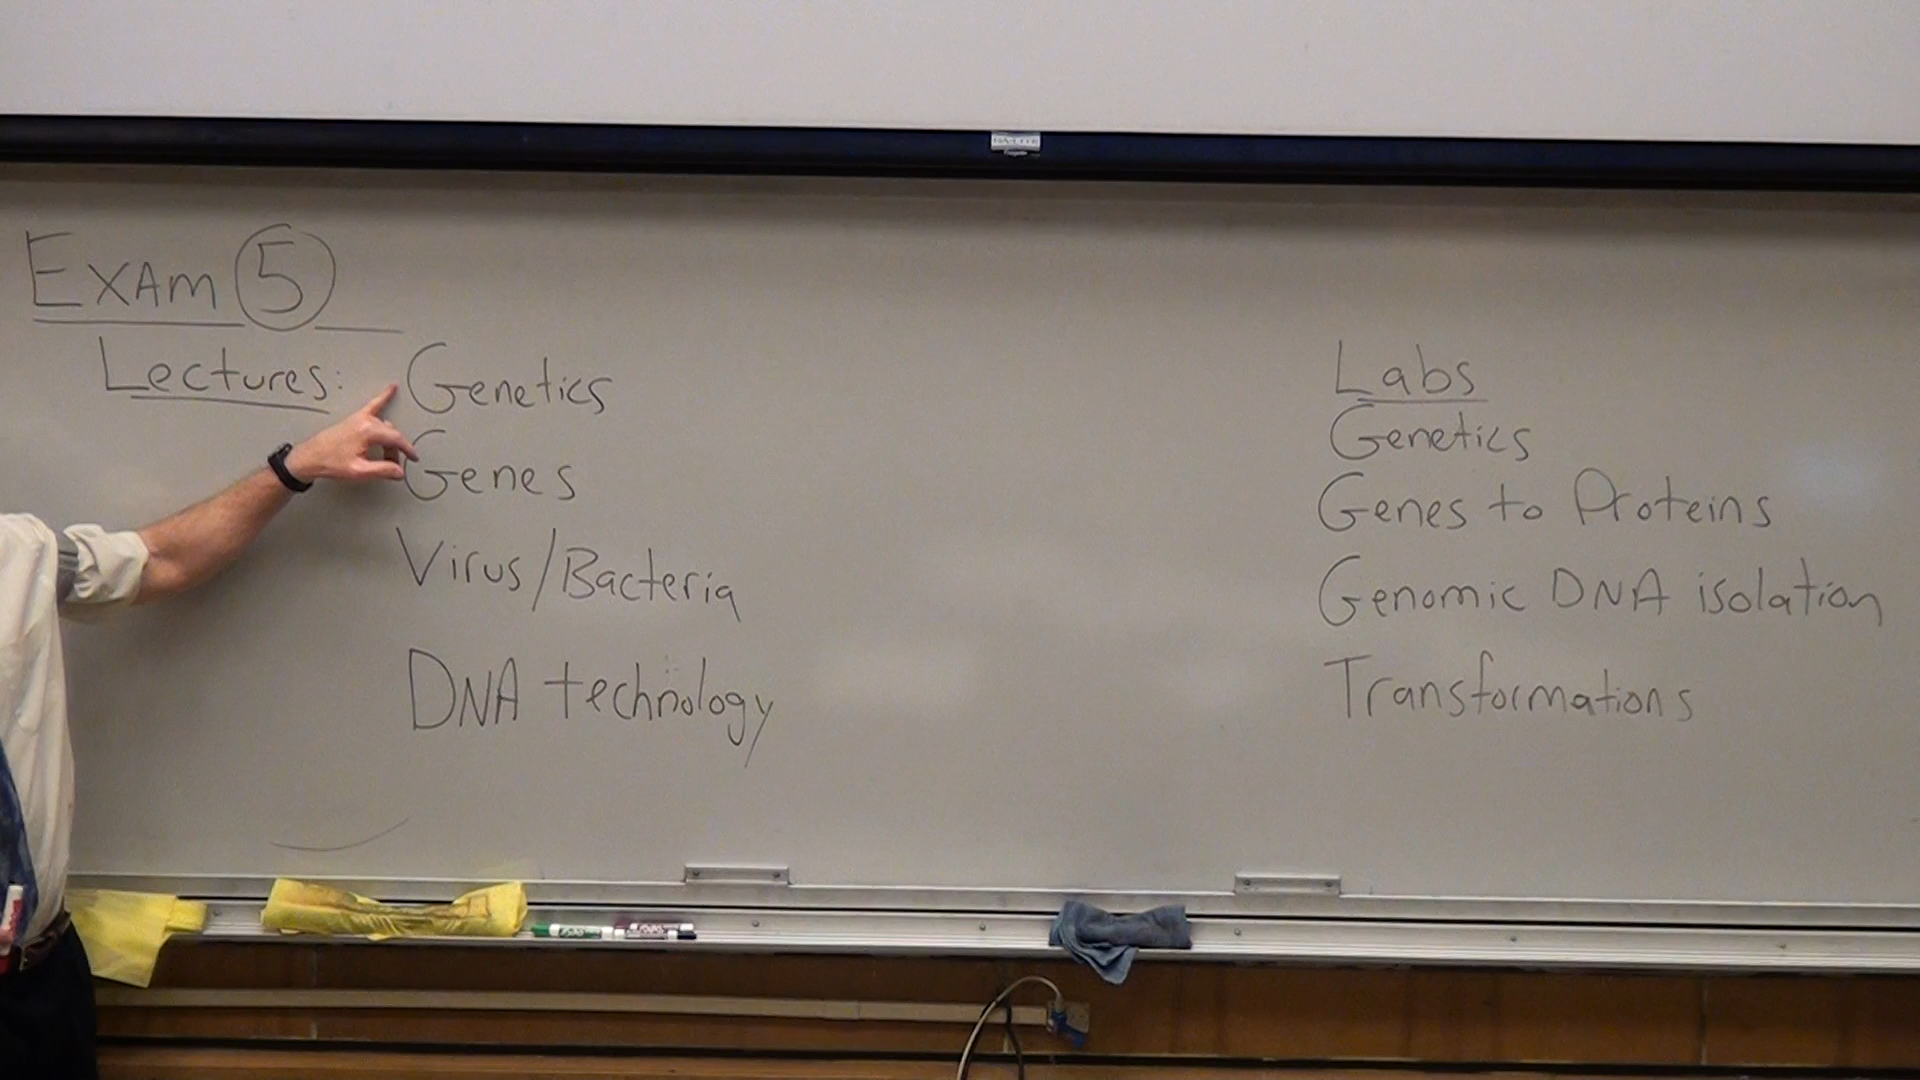 Exam 5
Lectures: Genetics
Genes
Virus/Bacteria
DNA technology
Labs
Genetics
Genes to Proteins
Genomic DNA isolation
Transformations